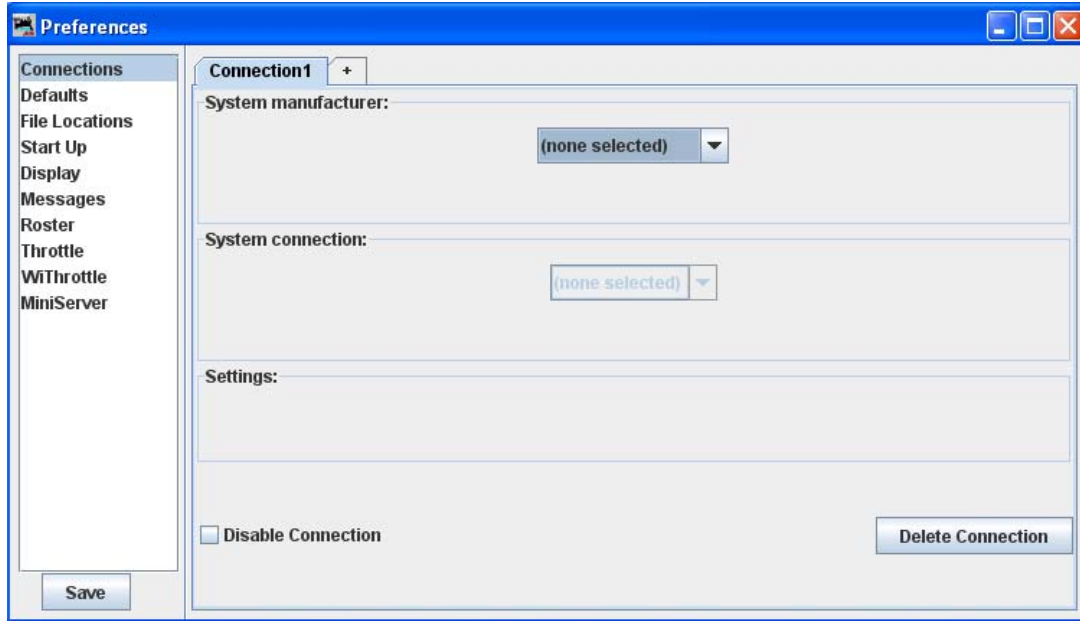 Preferences
Connections
Defaults
File Locations
Start Up
Display
Messages
Roster
Throttle
WiThrottle
MiniServer
Save
Connection1 +
System manufacturer:
(none selected)
System connection:
(none selected)
Settings:
Disable Connection
Delete Connection